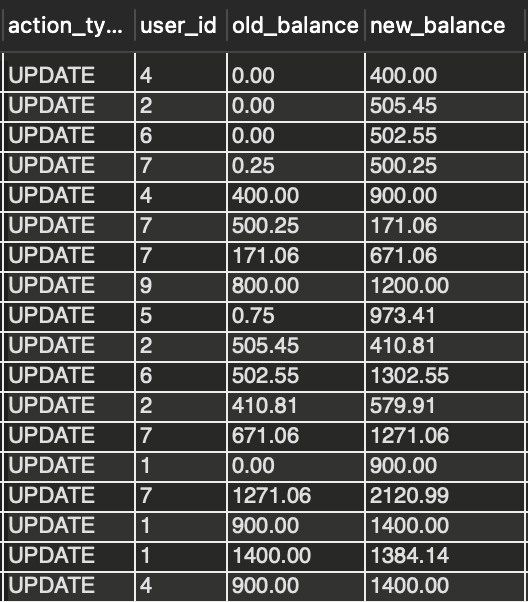 action_ty... user_id old_balance new_balance
UPDATE 4 0.00 400.00
UPDATE 2 0.00 505.45
UPDATE 6 0.00 502.55
UPDATE 7 0.25 500.25
UPDATE 4 400.00 900.00
UPDATE 7 500.25 171.06
UPDATE 7 171.06 671.06
UPDATE 9 800.00 1200.00
UPDATE 5 0.75 973.41
UPDATE 2 505.45 410.81
UPDATE 6 502.55 1302.55
UPDATE 2 410.81 579.91
UPDATE 7 671.06 1271.06
UPDATE 1 0.00 900.00
UPDATE 7 1271.06 2120.99
UPDATE 1 900.00 1400.00
UPDATE 1 1400.00 1384.14
UPDATE 4 900.00 1400.00